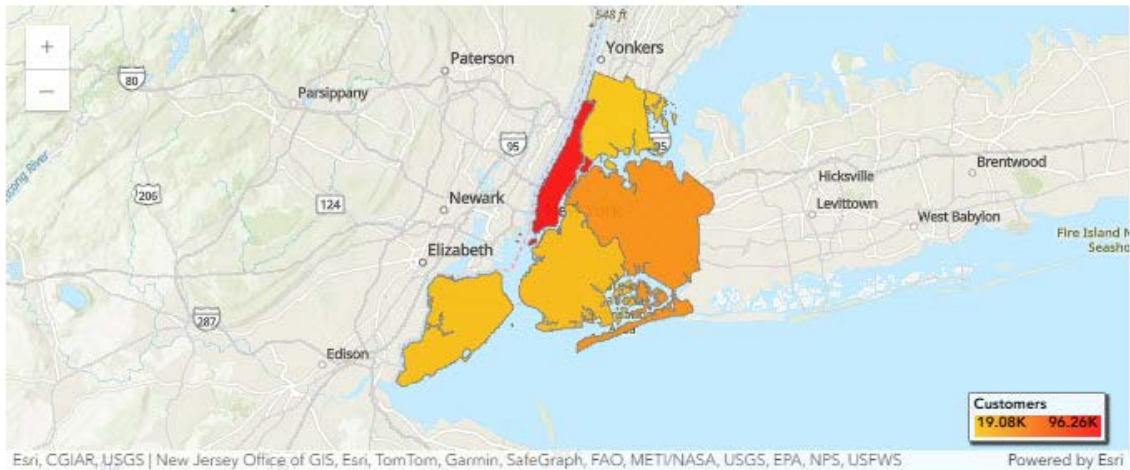 548 ft
+
Yonkers
Paterson
80
Parsippany
95
95
Brentwood
Hicksville
206
124
Newark
Levittown
West Babylon
Elizabeth
Fire Island N
Seasho
287
Edison
Customers
19.08K 96.26K
Esri, CGIAR, USGS | New Jersey Office of GIS, Esri, TomTom, Garmin, SafeGraph, FAO, METI/NASA, USGS, EPA, NPS, USFWS
Powered by Esri